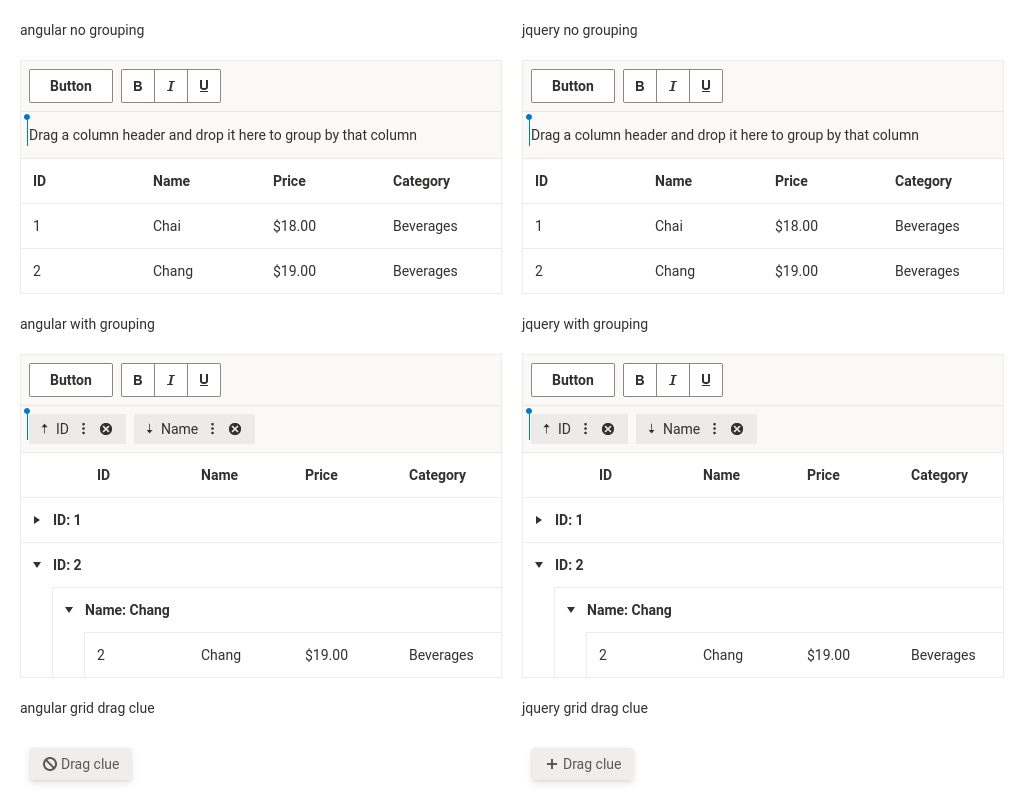 angular no grouping
Button B I U
Drag a column header and drop it here to group by that column
ID Name Price Category
1 Chai $18.00 Beverages
2 Chang $19.00 Beverages
jquery no grouping
Button B I U
Drag a column header and drop it here to group by that column
ID Name Price Category
1 Chai $18.00 Beverages
2 Chang $19.00 Beverages
angular with grouping
Button B I U
ID Name
ID Name Price Category
ID: 1
ID: 2
Name: Chang
2 Chang $19.00 Beverages
jquery with grouping
Button B I U
ID Name
ID Name Price Category
ID: 1
ID: 2
Name: Chang
2 Chang $19.00 Beverages
angular grid drag clue
Drag clue
jquery grid drag clue
Drag clue